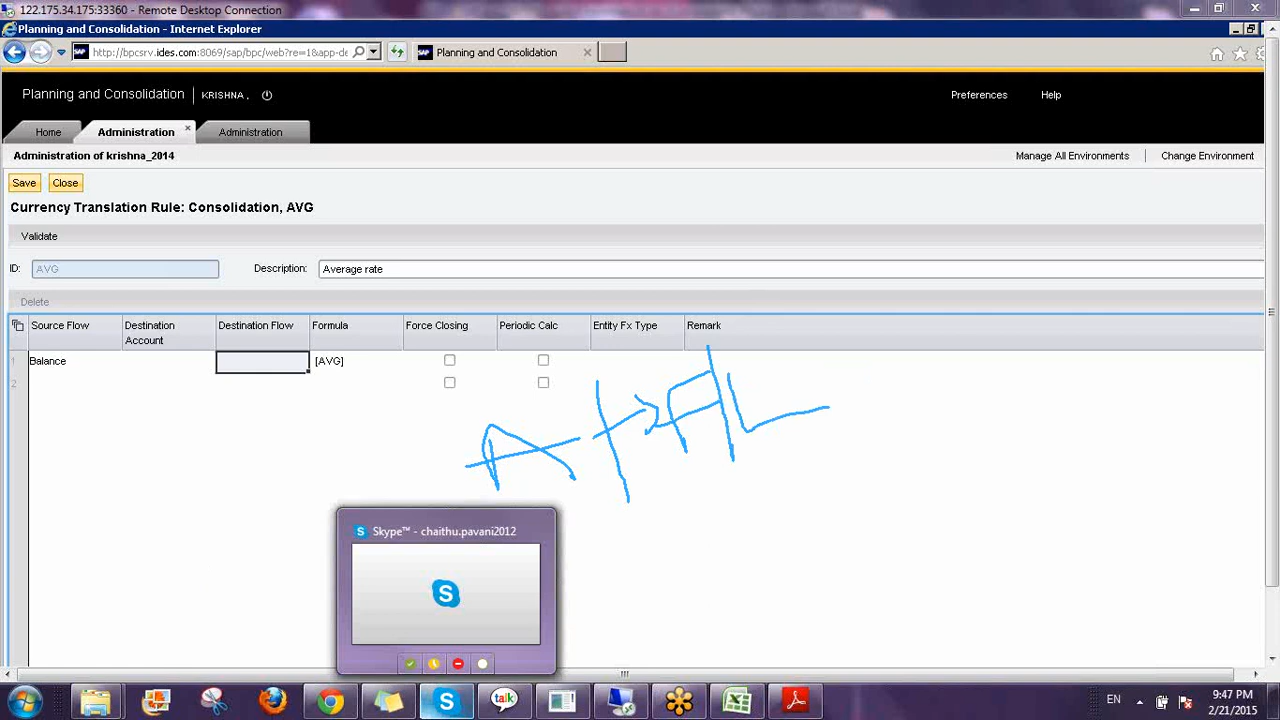 122.175.34.175:33360 - Remote Desktop Connection
Planning and Consolidation - Internet Explorer
http://bpcsrv.ides.com:8069/sap/bpc/web?re=1&app-de
SAP Planning and Consolidation
Planning and Consolidation KRISHNA . Preferences Help
Home Administration Administration
Administration of krishna_2014 Manage All Environments Change Environment
Save Close
Currency Translation Rule: Consolidation, AVG
Validate
ID: AVG Description: Average rate
Delete
Source Flow Destination Account Destination Flow Formula Force Closing Periodic Calc Entity Fx Type Remark
1 Balance [AVG]
2
Skype™ - chaithu.pavani2012
S
talk
EN 9:47 PM
2/21/2015